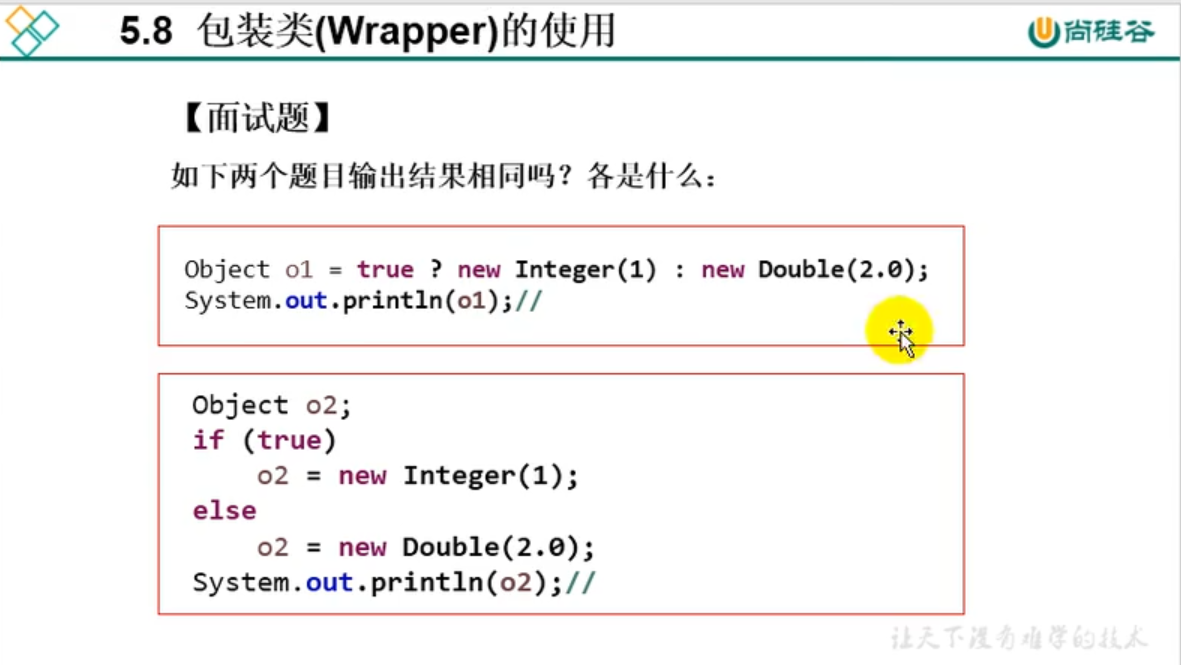 5.8 包装类(Wrapper)的使用
尚硅谷
【面试题】
如下两个题目输出结果相同吗？各是什么：
Object o1 = true ? new Integer(1) : new Double(2.0);
System.out.println(o1);//
Object o2;
if (true)
o2 = new Integer(1);
else
o2 = new Double(2.0);
System.out.println(o2);//
让天下没有难学的技术